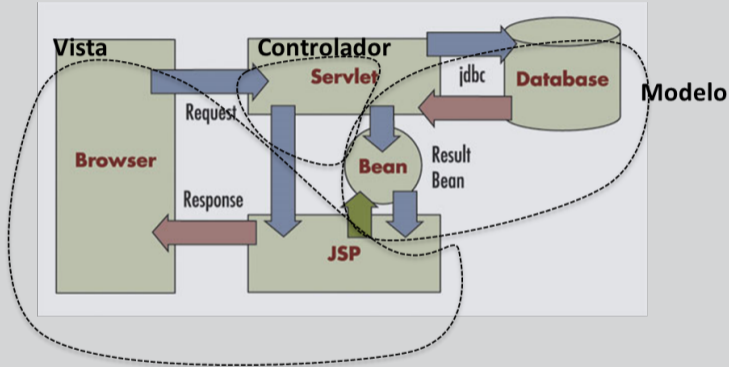 Vista
Controlador
Servlet
jdbc
Database
Modelo
Request
Browser
Bean
Result
Bean
Response
JSP